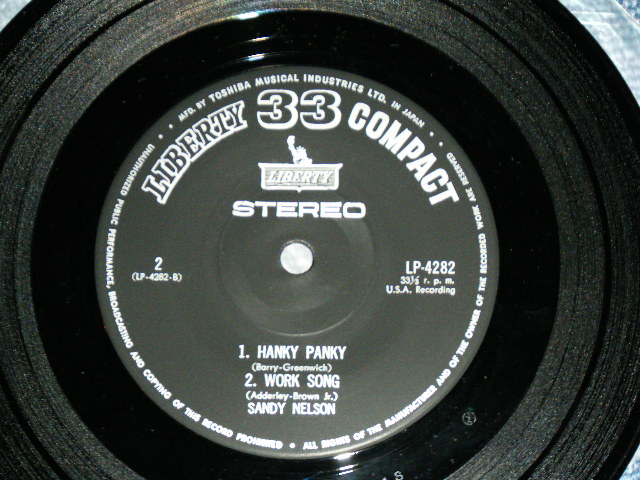 • • MFD. BY TOSHIBA MUSICAL INDUSTRIES LTD. IN JAPAN • •
LIBERTY 33 COMPACT
LIBERTY
STEREO
2
(LP-4282-B)
LP-4282
33⅓ r. p. m.
U.S.A. Recording
1. HANKY PANKY
(Barry-Greenwich)
2. WORK SONG
(Adderley-Brown Jr.)
SANDY NELSON
UNAUTHORIZED PUBLIC PERFORMANCE, BROADCASTING AND COPYING OF THIS RECORD PROHIBITED • ALL RIGHTS OF THE MANUFACTURER AND OF THE OWNER OF THE RECORDED WORK ARE RESERVED